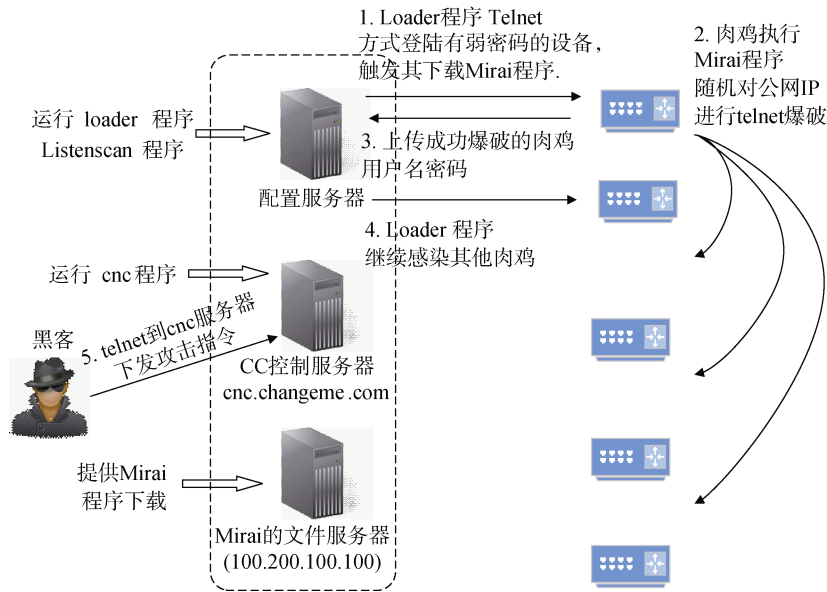 1. Loader程序 Telnet
方式登陆有弱密码的设备，
触发其下载Mirai程序.
2. 肉鸡执行
Mirai程序
随机对公网IP
进行telnet爆破
运行 loader 程序
Listenscan 程序
3. 上传成功爆破的肉鸡
用户名密码
配置服务器
4. Loader 程序
继续感染其他肉鸡
运行 cnc程序
黑客
5. telnet到cnc服务器
下发攻击指令
CC控制服务器
cnc.changeme.com
提供Mirai
程序下载
Mirai的文件服务器
(100.200.100.100)